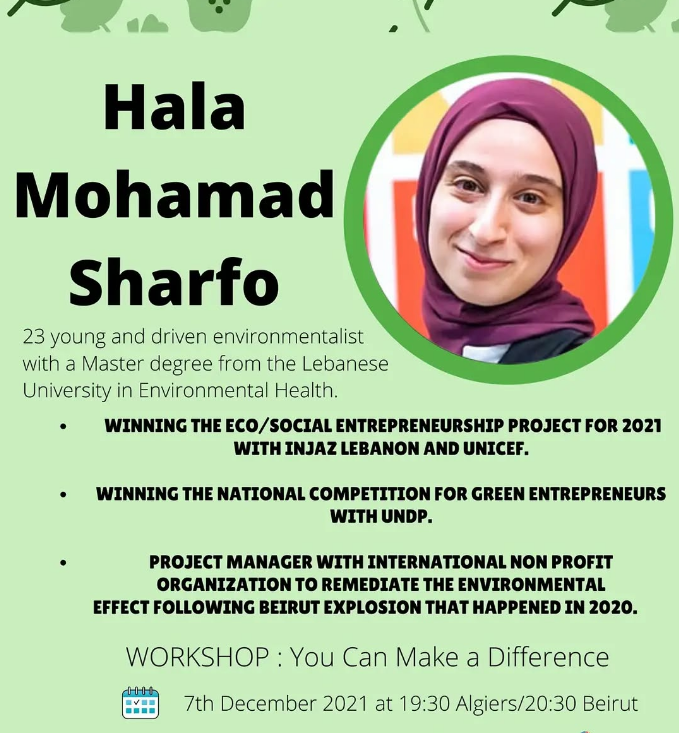 Hala
Mohamad
Sharfo
23 young and driven environmentalist
with a Master degree from the Lebanese
University in Environmental Health.
• WINNING THE ECO/SOCIAL ENTREPRENEURSHIP PROJECT FOR 2021
WITH INJAZ LEBANON AND UNICEF.
• WINNING THE NATIONAL COMPETITION FOR GREEN ENTREPRENEURS
WITH UNDP.
• PROJECT MANAGER WITH INTERNATIONAL NON PROFIT
ORGANIZATION TO REMEDIATE THE ENVIRONMENTAL
EFFECT FOLLOWING BEIRUT EXPLOSION THAT HAPPENED IN 2020.
WORKSHOP : You Can Make a Difference
7th December 2021 at 19:30 Algiers/20:30 Beirut